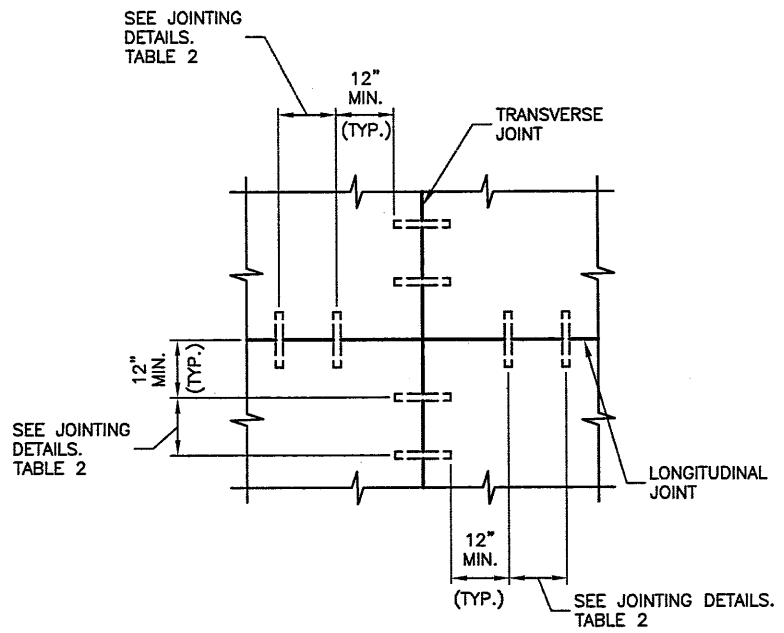 SEE JOINTING
DETAILS.
TABLE 2
12"
MIN.
(TYP.)
TRANSVERSE
JOINT
12"
MIN.
(TYP.)
SEE JOINTING
DETAILS.
TABLE 2
LONGITUDINAL
JOINT
12"
MIN.
(TYP.)
SEE JOINTING DETAILS.
TABLE 2